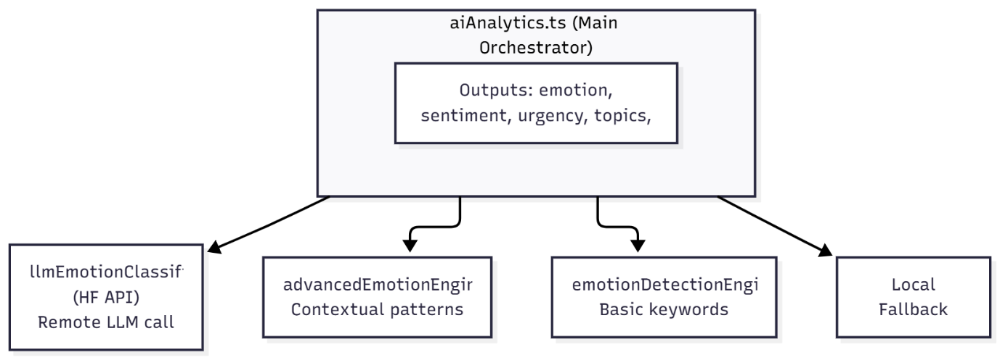 aiAnalytics.ts (Main
Orchestrator)
Outputs: emotion,
sentiment, urgency, topics,
llmEmotionClassif
(HF API)
Remote LLM call
advancedEmotionEngin
Contextual patterns
emotionDetectionEngi
Basic keywords
Local
Fallback